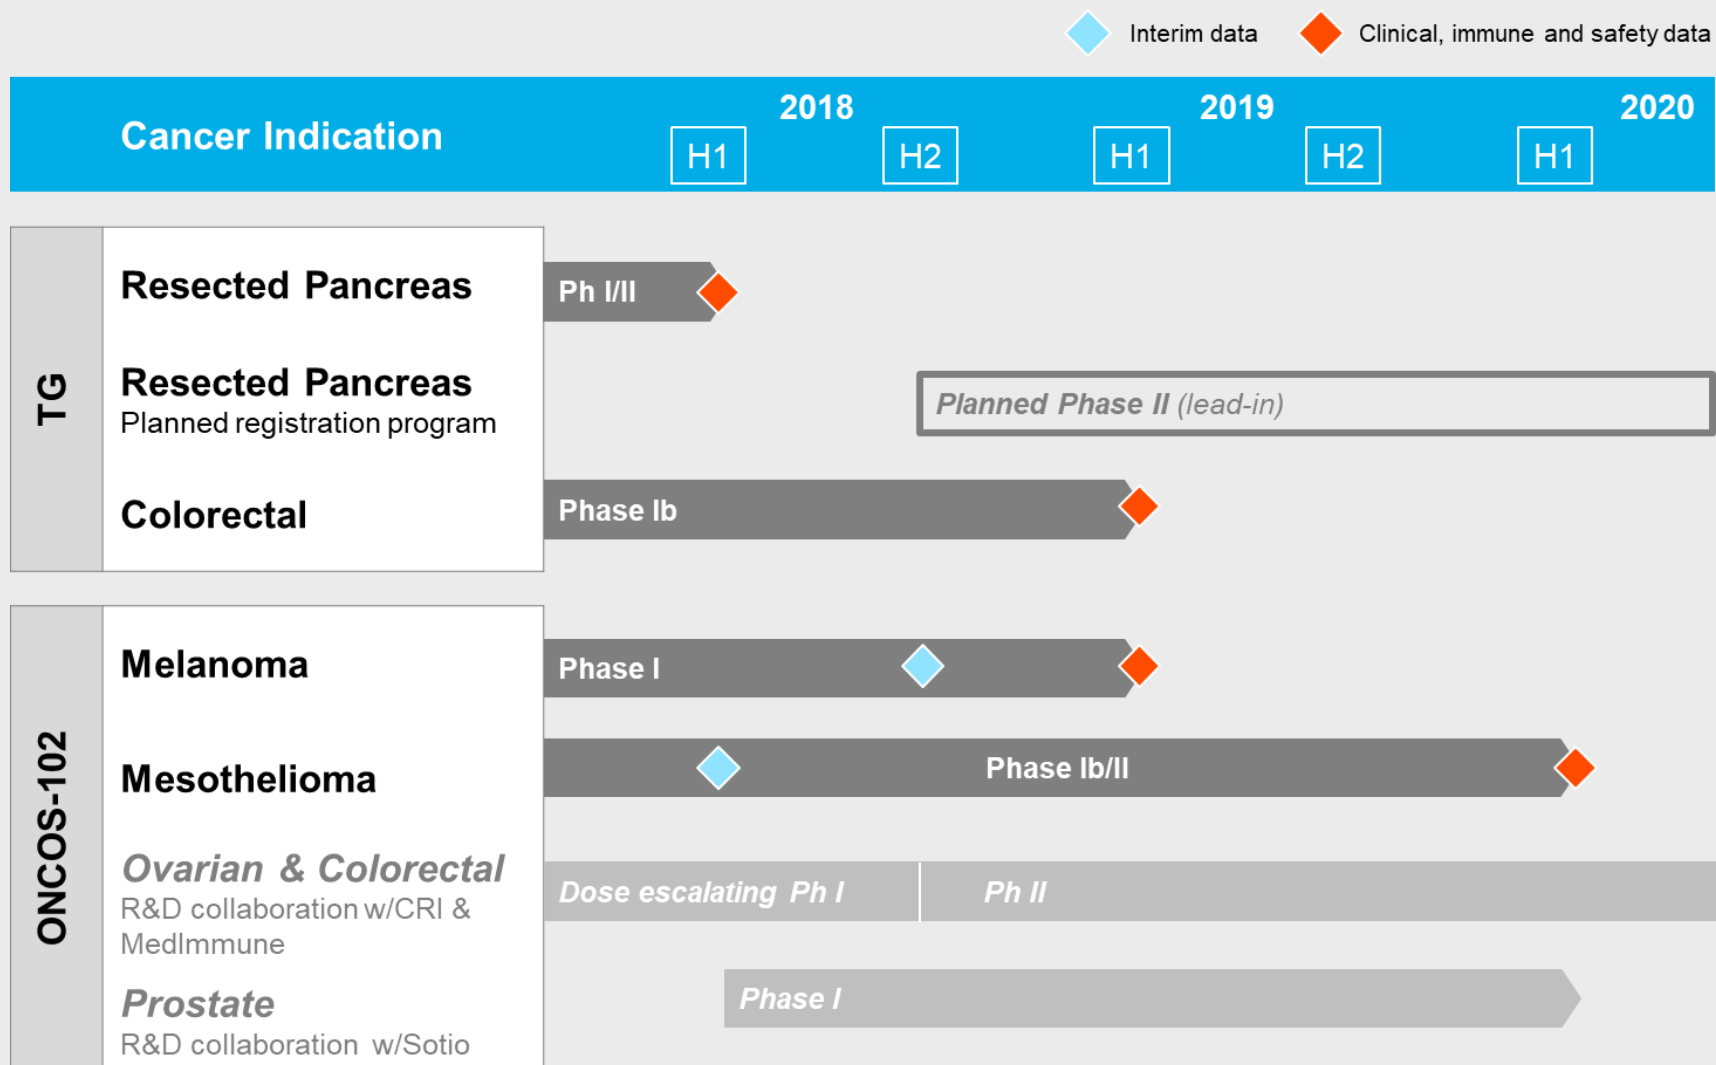 Interim data
Clinical, immune and safety data
Cancer Indication
2018
2019
2020
H1
H2
H1
H2
H1
TG
Resected Pancreas
Ph I/II
Resected Pancreas
Planned registration program
Planned Phase II (lead-in)
Colorectal
Phase Ib
ONCOS-102
Melanoma
Phase I
Mesothelioma
Phase Ib/II
Ovarian & Colorectal
R&D collaboration w/CRI &
MedImmune
Dose escalating Ph I
Ph II
Prostate
R&D collaboration w/Sotio
Phase I